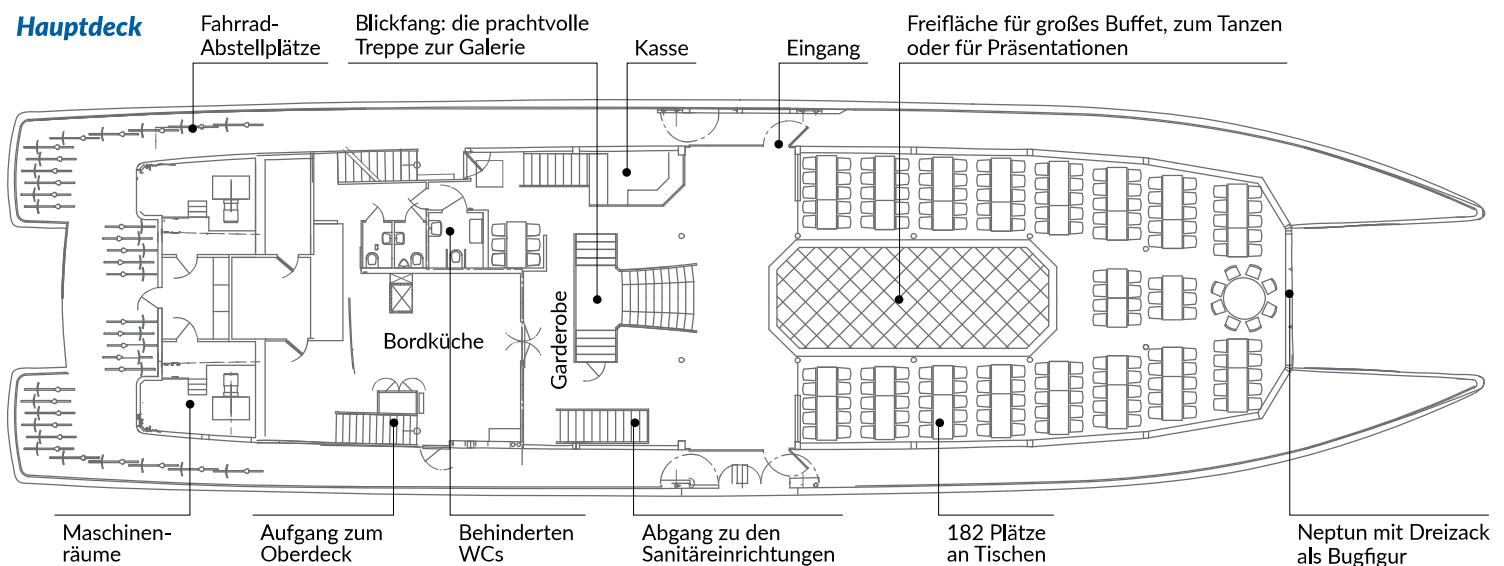 Hauptdeck
Fahrrad-
Abstellplätze
Blickfang: die prachtvolle
Treppe zur Galerie
Kasse
Eingang
Freifläche für großes Buffet, zum Tanzen
oder für Präsentationen
Bordküche
Garderobe
Maschinen-
räume
Aufgang zum
Oberdeck
Behinderten
WCs
Abgang zu den
Sanitäreinrichtungen
182 Plätze
an Tischen
Neptun mit Dreizack
als Bugfigur